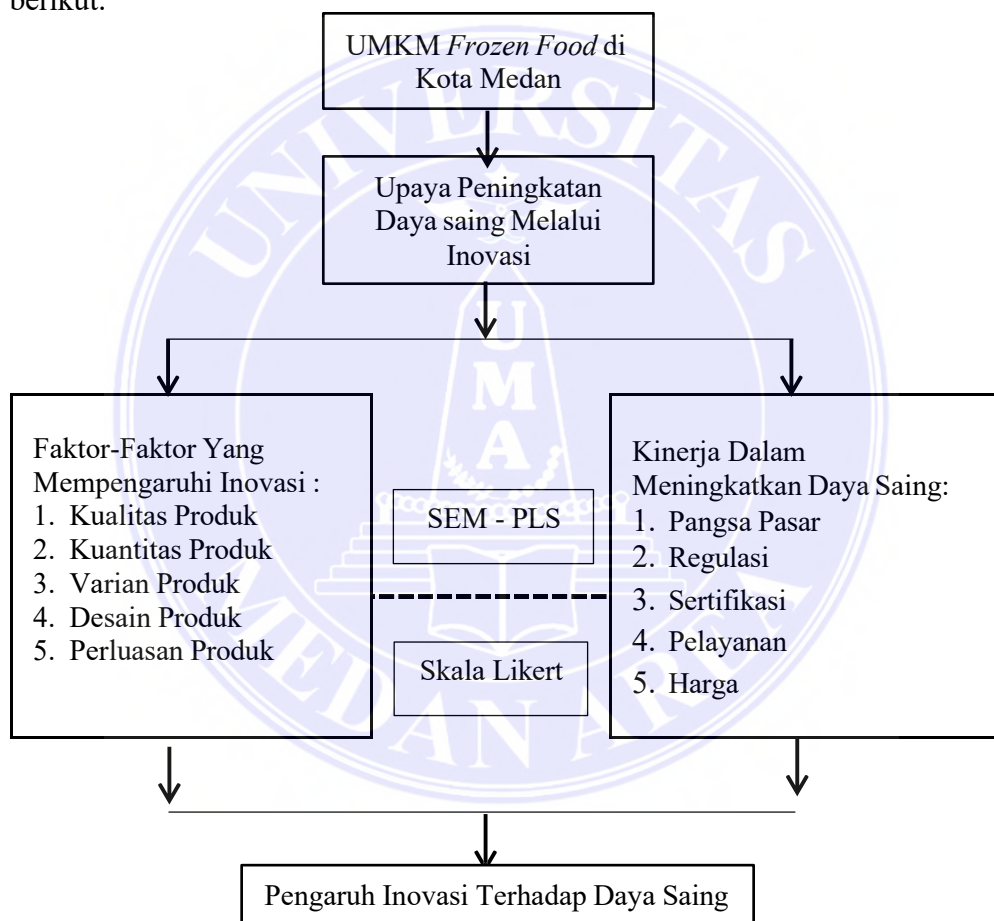 berikut.
UMKM Frozen Food di
Kota Medan
Upaya Peningkatan
Daya saing Melalui
Inovasi
Faktor-Faktor Yang
Mempengaruhi Inovasi :
1. Kualitas Produk
2. Kuantitas Produk
3. Varian Produk
4. Desain Produk
5. Perluasan Produk
SEM - PLS
Skala Likert
Kinerja Dalam
Meningkatkan Daya Saing:
1. Pangsa Pasar
2. Regulasi
3. Sertifikasi
4. Pelayanan
5. Harga
Pengaruh Inovasi Terhadap Daya Saing
UNIVERSITAS
MEDAN AREA
U
M
A